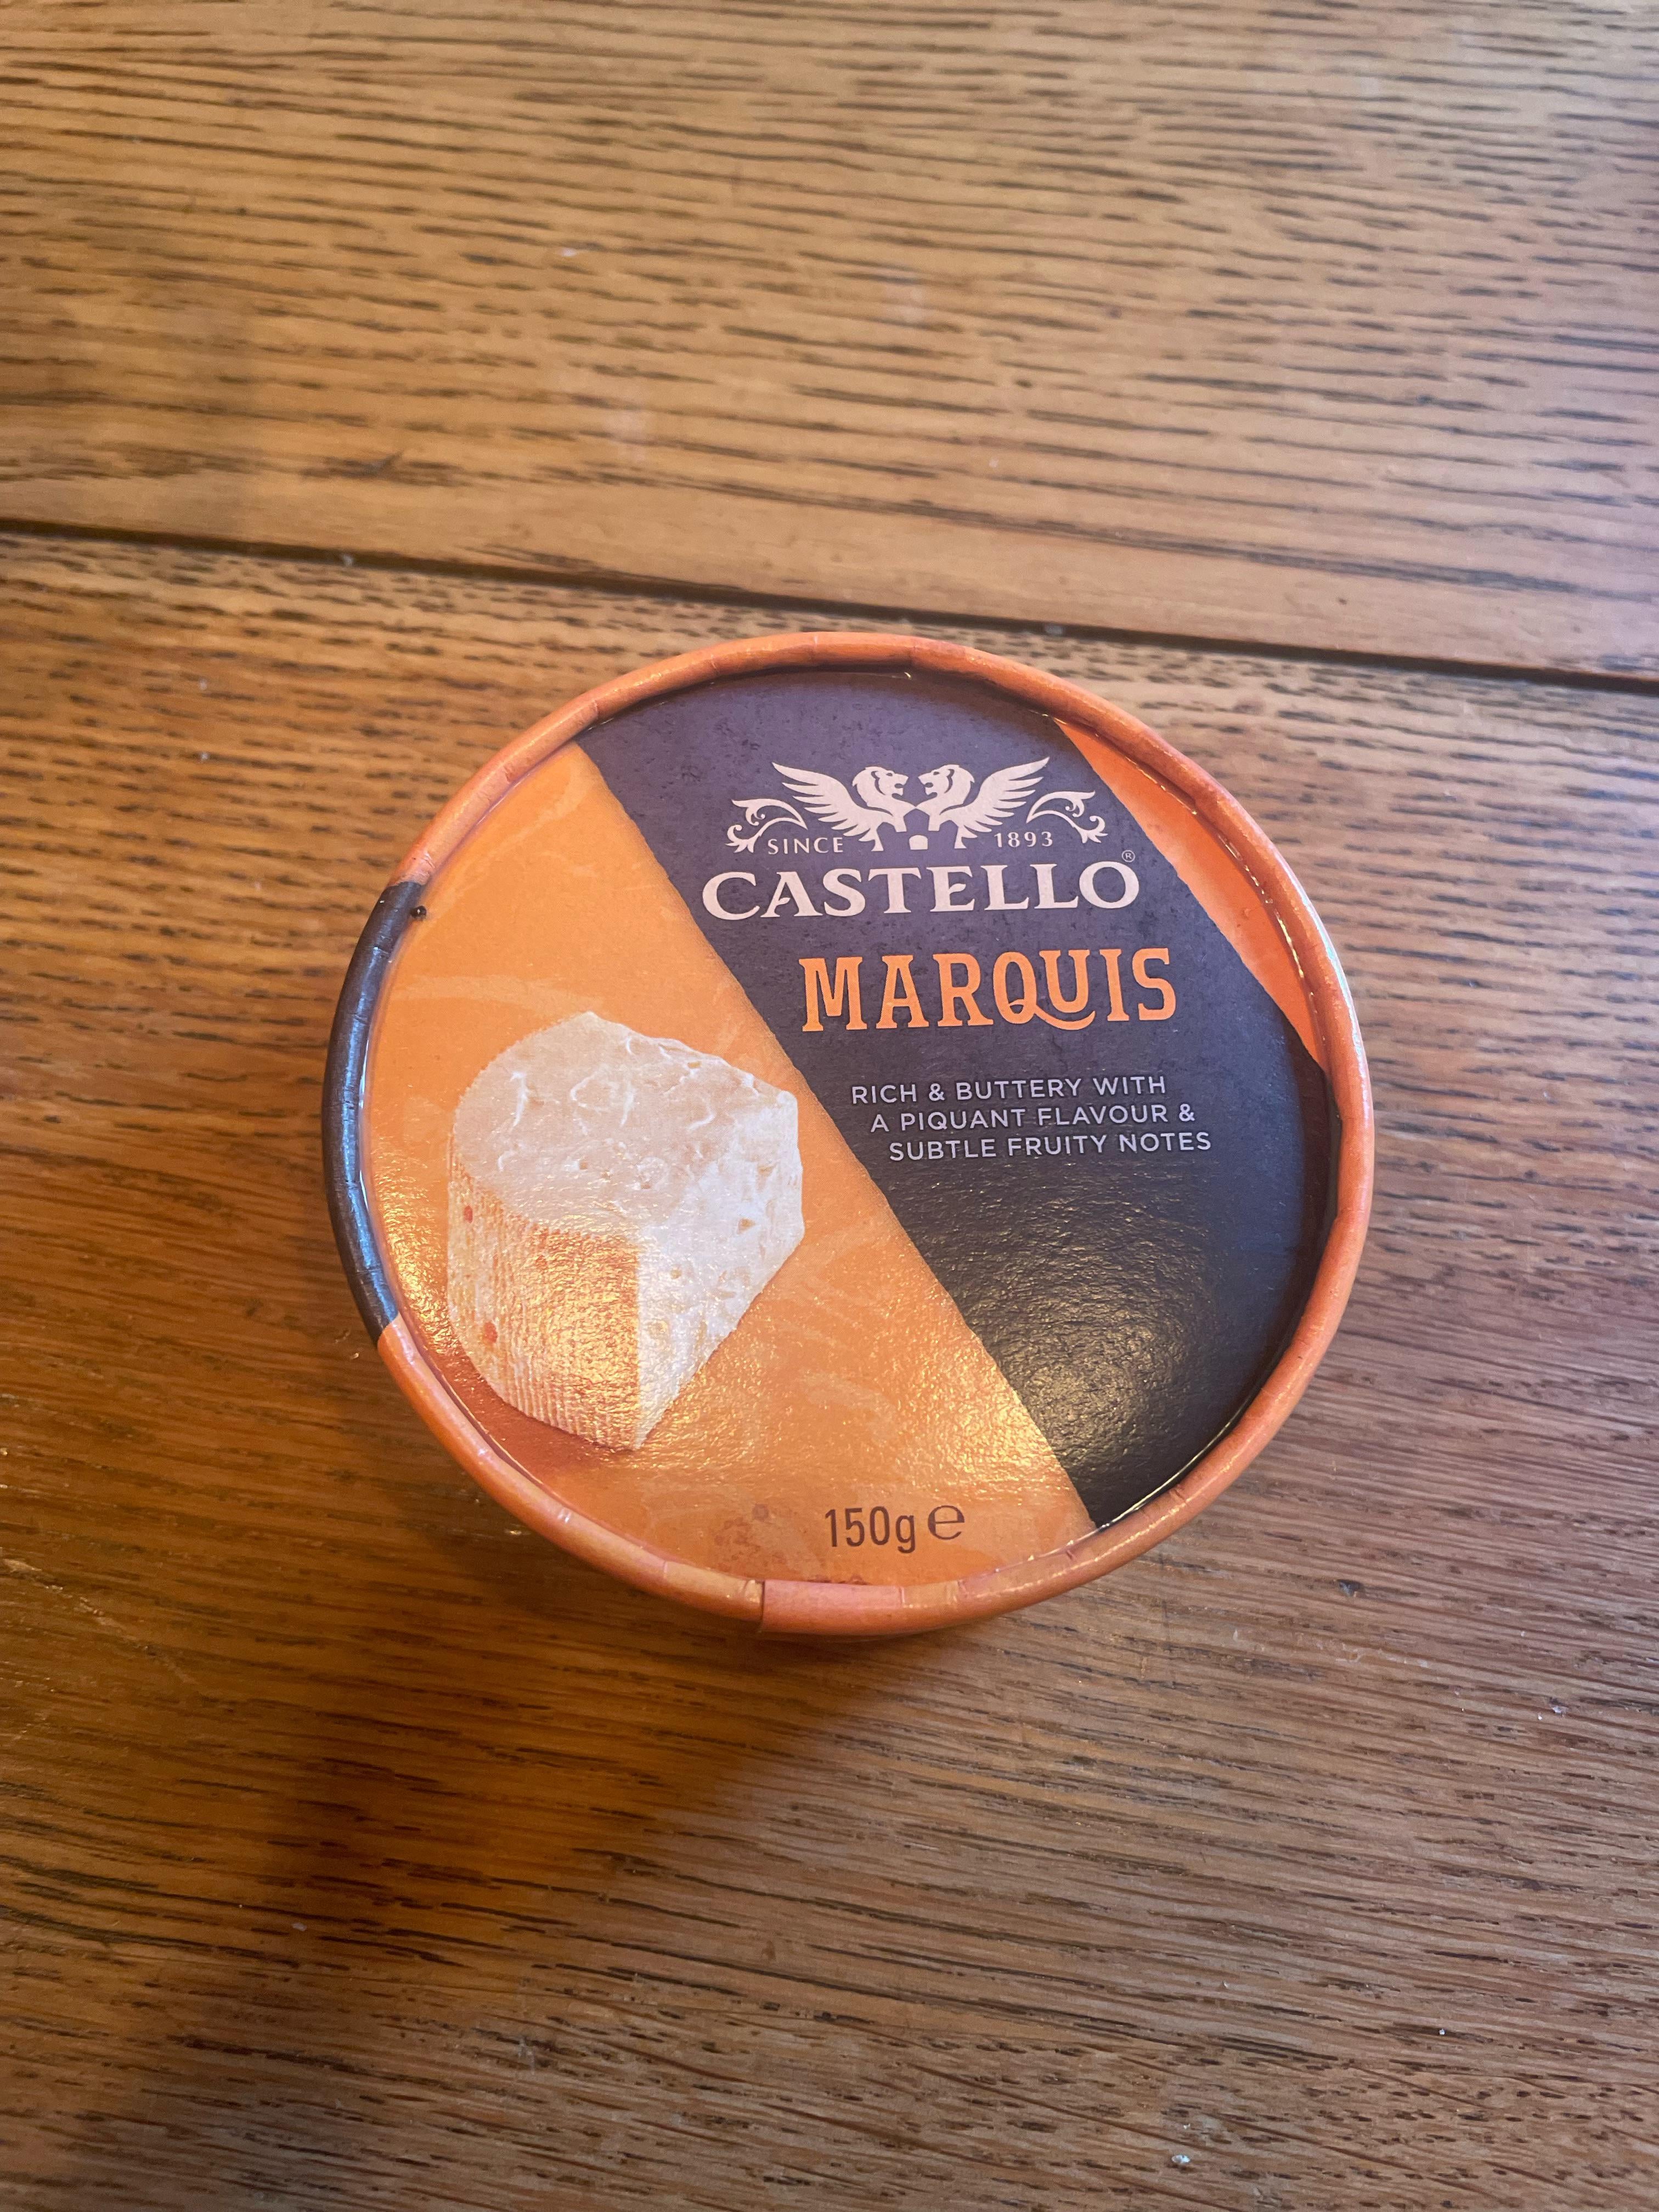 SINCE 1893
CASTELLO®
MARQUIS
RICH & BUTTERY WITH
A PIQUANT FLAVOUR &
SUBTLE FRUITY NOTES
150g ℮